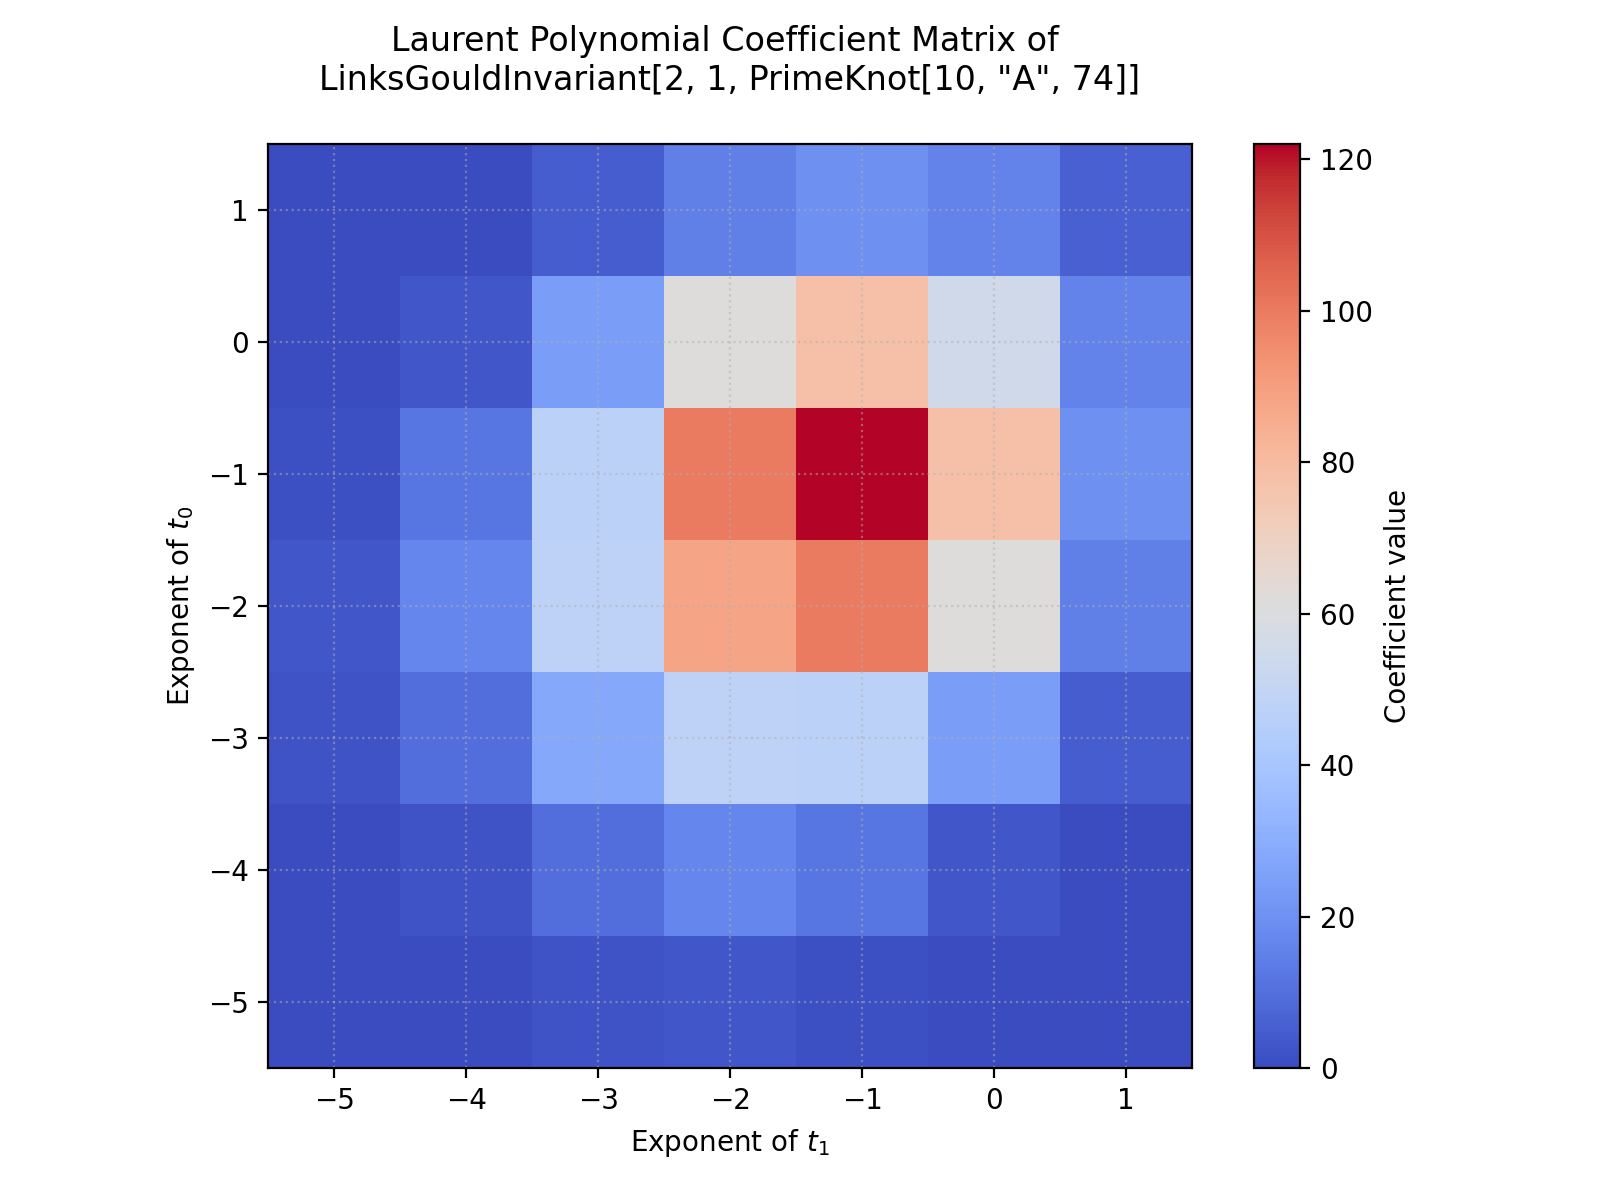 Laurent Polynomial Coefficient Matrix of
LinksGouldInvariant[2, 1, PrimeKnot[10, "A", 74]]
1
0
−1
−2
−3
−4
−5
Exponent of t₀
−5 −4 −3 −2 −1 0 1
Exponent of t₁
120
100
80
60
40
20
0
Coefficient value